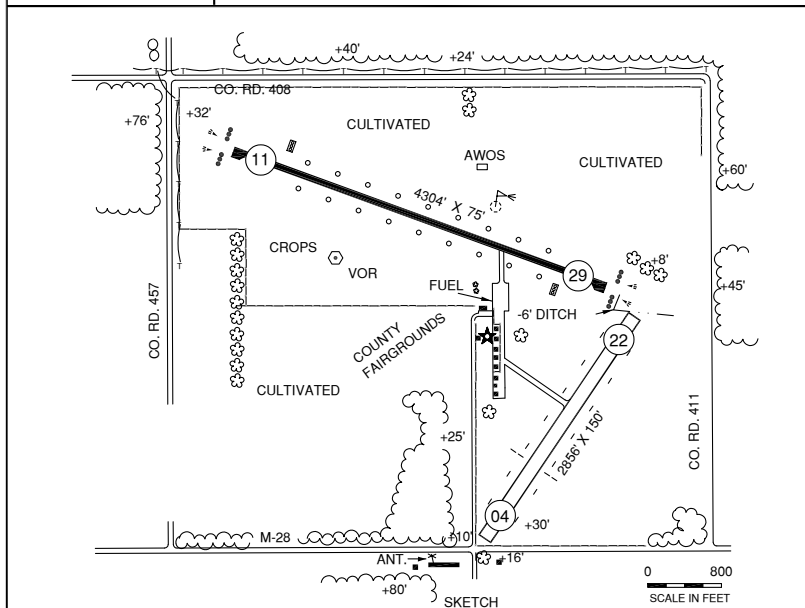 +40'
+24'
CO. RD. 408
+76'
+32'
CULTIVATED
11
AWOS
CULTIVATED
+60'
4304' X 75'
CROPS
VOR
29
+8'
FUEL
+45'
-6' DITCH
CO. RD. 457
COUNTY
FAIRGROUNDS
22
CULTIVATED
CO. RD. 411
+25'
2856' X 150'
04
+30'
M-28
+10'
ANT.
+16'
+80'
SKETCH
0 800
SCALE IN FEET